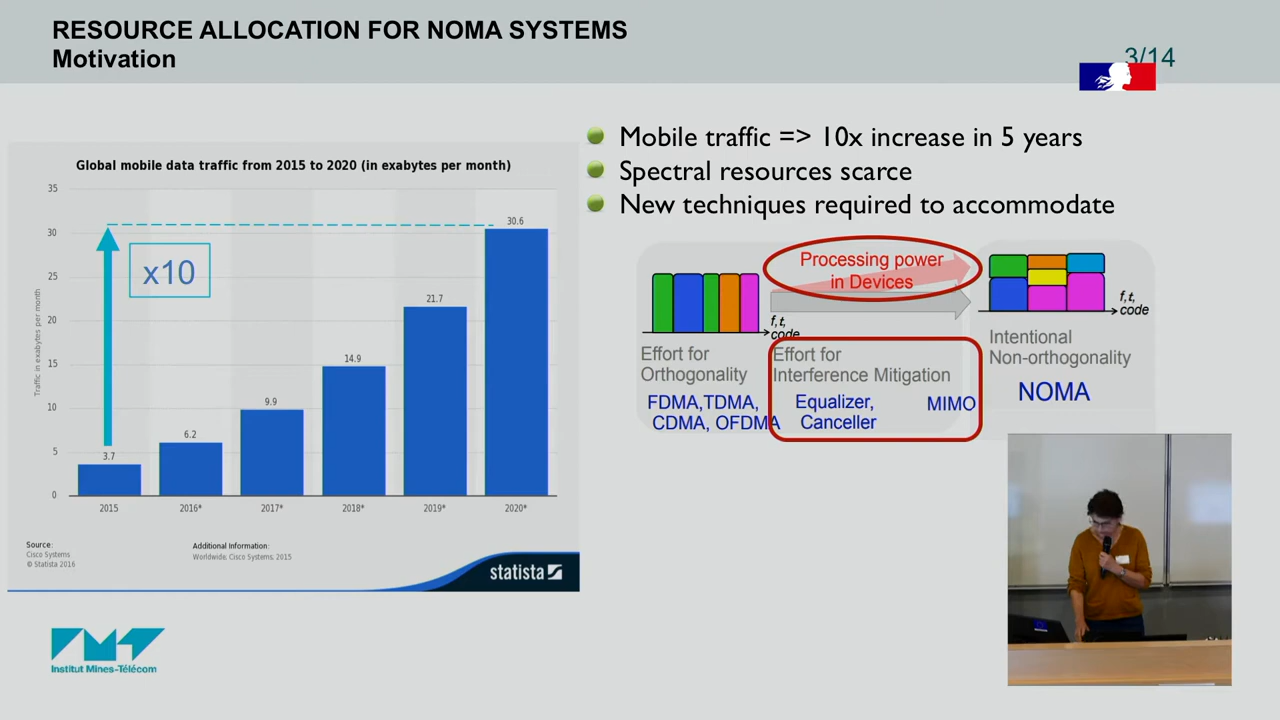 RESOURCE ALLOCATION FOR NOMA SYSTEMS
Motivation
3/14
Global mobile data traffic from 2015 to 2020 (in exabytes per month)
Traffic in exabytes per month
35
30
25
20
15
10
5
0
x10
3.7
6.2
9.9
14.9
21.7
30.6
2015
2016*
2017*
2018*
2019*
2020*
Source:
Cisco Systems
© Statista 2016
Additional Information:
Worldwide, Cisco Systems, 2015
statista
Institut Mines-Télécom
Mobile traffic => 10x increase in 5 years
Spectral resources scarce
New techniques required to accommodate
f,t,
code
Effort for
Orthogonality
FDMA,TDMA,
CDMA, OFDMA
Processing power
in Devices
Effort for
Interference Mitigation
Equalizer,
Canceller
MIMO
f,t,
code
Intentional
Non-orthogonality
NOMA